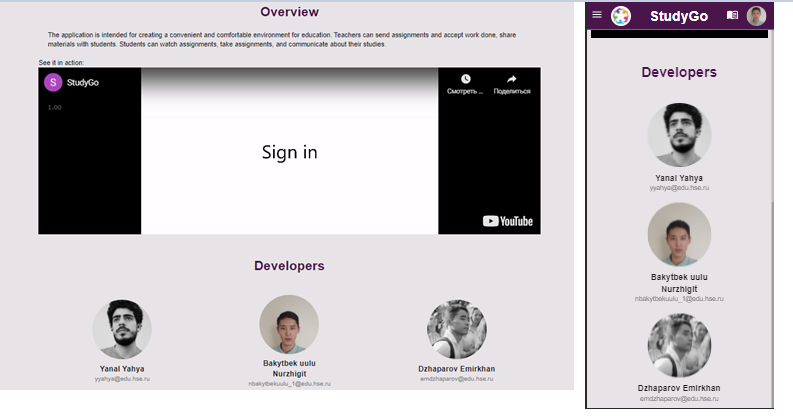 Overview
The application is intended for creating a convenient and comfortable environment for education. Teachers can send assignments and accept work done, share
materials with students. Students can watch assignments, take assignments, and communicate about their studies.
See it in action:
S StudyGo
Смотреть ...
Поделиться
1.00
Sign in
YouTube
Developers
Yanal Yahya
yyahya@edu.hse.ru
Bakytbek uulu
Nurzhigit
nbakytbekuulu_1@edu.hse.ru
Dzhaparov Emirkhan
emdzhaparov@edu.hse.ru
StudyGo
Developers
Yanal Yahya
yyahya@edu.hse.ru
Bakytbek uulu
Nurzhigit
nbakytbekuulu_1@edu.hse.ru
Dzhaparov Emirkhan
emdzhaparov@edu.hse.ru